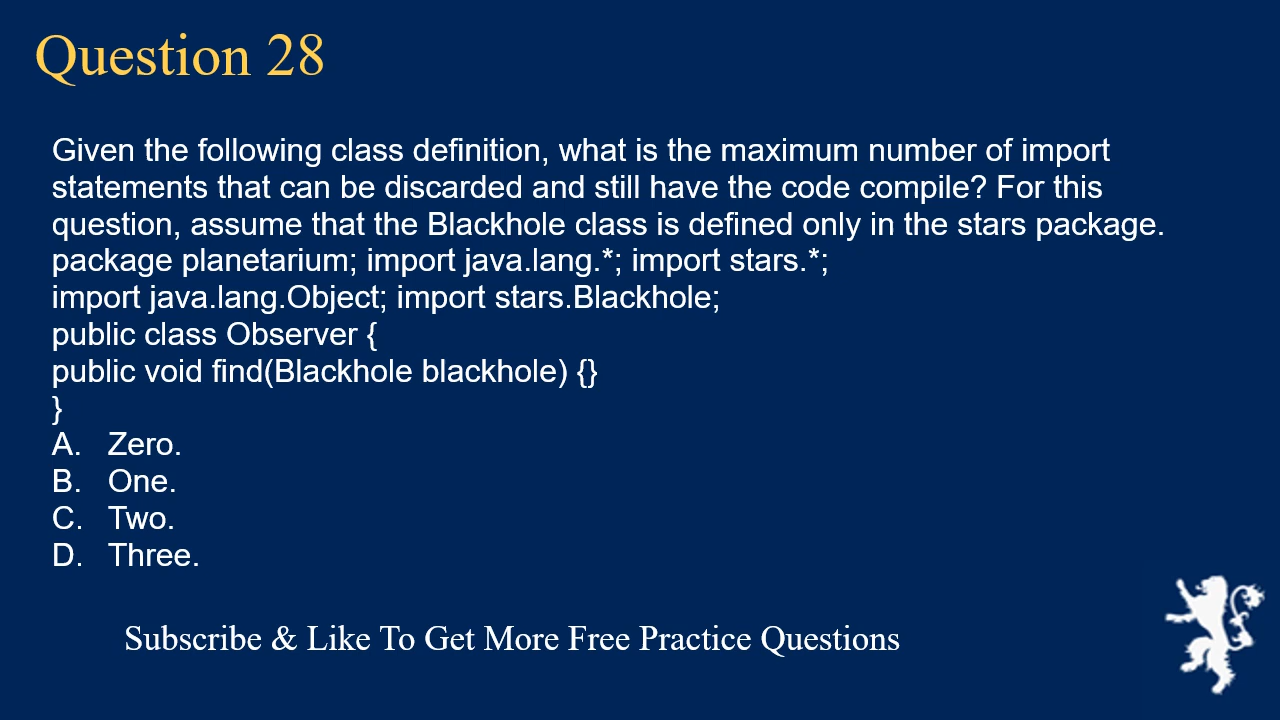 Question 28
Given the following class definition, what is the maximum number of import
statements that can be discarded and still have the code compile? For this
question, assume that the Blackhole class is defined only in the stars package.
package planetarium; import java.lang.*; import stars.*;
import java.lang.Object; import stars.Blackhole;
public class Observer {
public void find(Blackhole blackhole) {}
}
A. Zero.
B. One.
C. Two.
D. Three.
Subscribe & Like To Get More Free Practice Questions